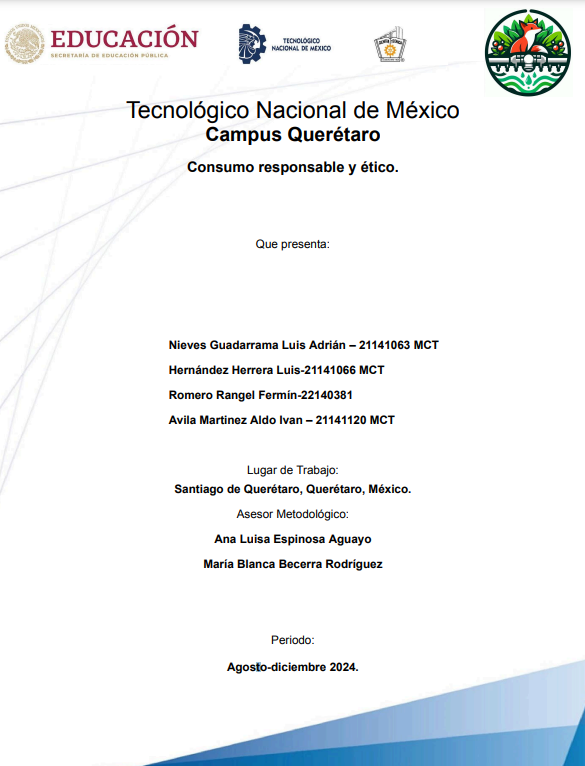 EDUCACIÓN
SECRETARÍA DE EDUCACIÓN PÚBLICA
TECNOLÓGICO
NACIONAL DE MÉXICO
Tecnológico Nacional de México
Campus Querétaro
Consumo responsable y ético.
Que presenta:
Nieves Guadarrama Luis Adrián – 21141063 MCT
Hernández Herrera Luis-21141066 MCT
Romero Rangel Fermín-22140381
Avila Martinez Aldo Ivan – 21141120 MCT
Lugar de Trabajo:
Santiago de Querétaro, Querétaro, México.
Asesor Metodológico:
Ana Luisa Espinosa Aguayo
María Blanca Becerra Rodríguez
Periodo:
Agosto-diciembre 2024.